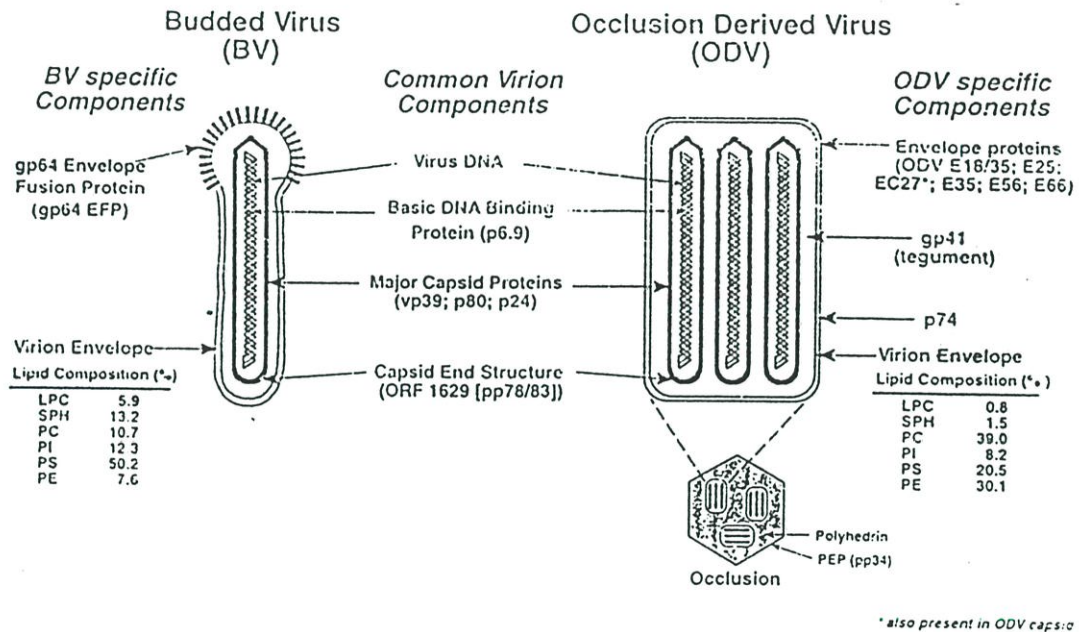 Budded Virus
(BV)
Occlusion Derived Virus
(ODV)
BV specific
Components
Common Virion
Components
ODV specific
Components
gp64 Envelope
Fusion Protein
(gp64 EFP)
Virus DNA
Basic DNA Binding
Protein (p6.9)
Major Capsid Proteins
(vp39; p80; p24)
Capsid End Structure
(ORF 1629 [pp78/83])
Envelope proteins
(ODV E18/35; E25;
EC27*; E35; E56; E66)
gp41
(tegument)
p74
Virion Envelope
Lipid Composition
LPC 5.9
SPH 13.2
PC 10.7
PI 12.3
PS 50.2
PE
Virion Envelope
Lipid Composition
LPC 0.8
SPH 1.5
PC 39.0
PI 8.2
PS 20.5
PE 30.1
Polyhedrin
PEP (pp34)
Occlusion
*also present in ODV